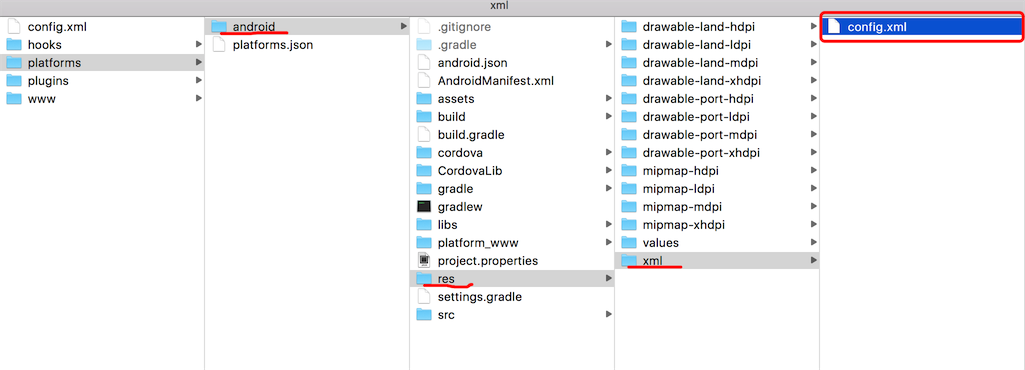 xml
config.xml
hooks
platforms
plugins
www
android
platforms.json
.gitignore
.gradle
android.json
AndroidManifest.xml
assets
build
build.gradle
cordova
CordovaLib
gradle
gradlew
libs
platform_www
project.properties
res
settings.gradle
src
drawable-land-hdpi
drawable-land-ldpi
drawable-land-mdpi
drawable-land-xhdpi
drawable-port-hdpi
drawable-port-ldpi
drawable-port-mdpi
drawable-port-xhdpi
mipmap-hdpi
mipmap-ldpi
mipmap-mdpi
mipmap-xhdpi
values
xml
config.xml